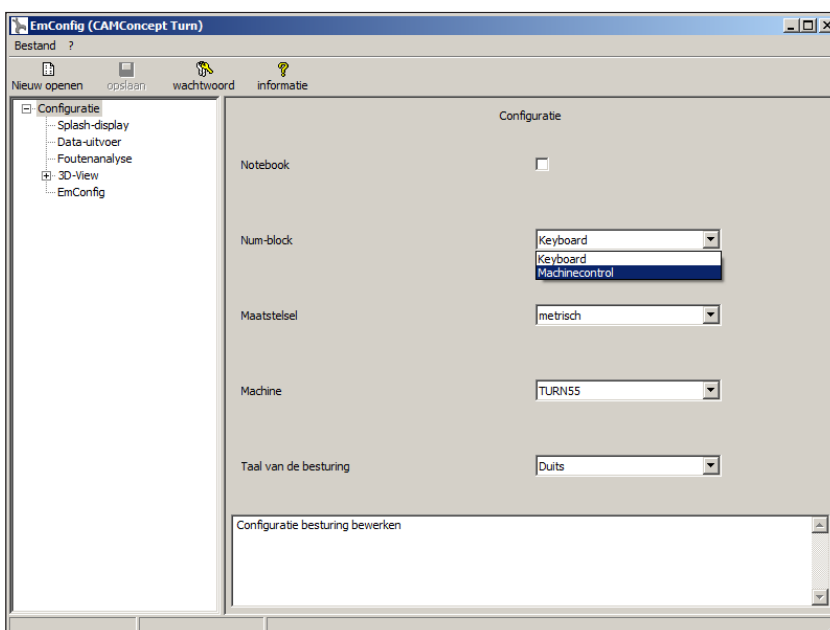 EmConfig (CAMConcept Turn)
Bestand ?
Nieuw openen opslaan wachtwoord informatie
Configuratie
Splash-display
Data-uitvoer
Foutenanalyse
3D-View
EmConfig
Configuratie
Notebook
Num-block Keyboard
Keyboard
Machinecontrol
Maatstelsel metrisch
Machine TURN55
Taal van de besturing Duits
Configuratie besturing bewerken